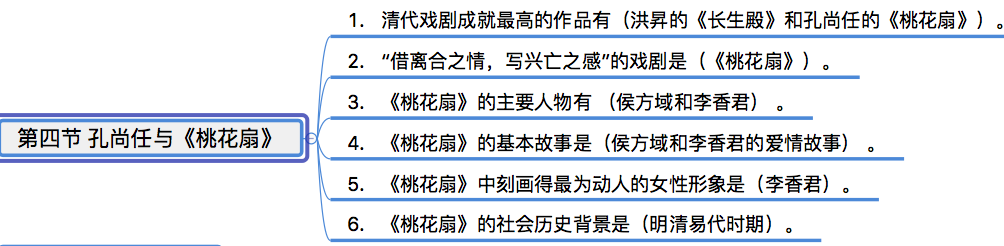 第四节 孔尚任与《桃花扇》
1. 清代戏剧成就最高的作品有（洪昇的《长生殿》和孔尚任的《桃花扇》）。
2. “借离合之情，写兴亡之感”的戏剧是（《桃花扇》）。
3. 《桃花扇》的主要人物有 （侯方域和李香君） 。
4. 《桃花扇》的基本故事是（侯方域和李香君的爱情故事） 。
5. 《桃花扇》中刻画得最为动人的女性形象是（李香君）。
6. 《桃花扇》的社会历史背景是（明清易代时期）。